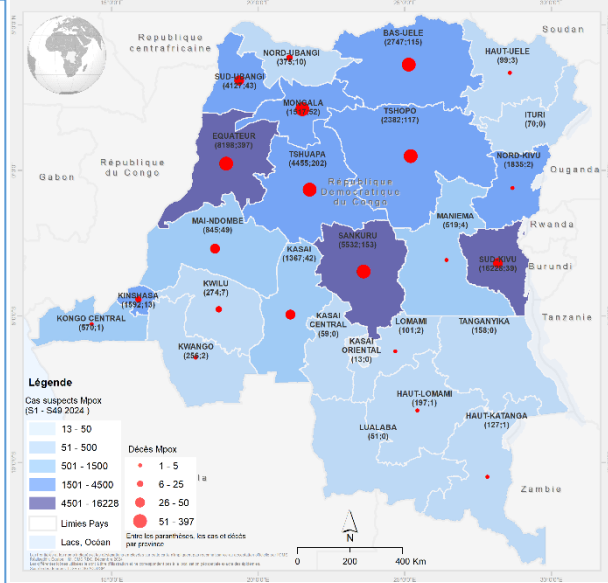 Soudan
République
centrafricaine
BAS-UELE
(2747;115)
NORD-UBANGI
(375;10)
HAUT-UELE
(99;3)
SUD-UBANGI
(4127;43)
MONGALA
TSHOPO
(2382;117)
ITURI
(70;0)
EQUATEUR
(8188;397)
TSHUAPA
(4455;202)
NORD-KIVU
(1835;2)
Ouganda
Gabon
République
du Congo
République
Démocratique
du Congo
MAI-NDOMBE
(845;49)
MANIEMA
(519;4)
Rwanda
SANKURU
(5532;153)
KASAI
(1367;42)
SUD-KIVU
(16228;39)
Burundi
KINSHASA
(1592;13)
KWILU
(274;7)
KONGO CENTRAL
(570;1)
KASAI
CENTRAL
(59;0)
LOMAMI
(101;2)
TANGANYIKA
(158;0)
Tanzanie
KWANGO
KASAI
ORIENTAL
(13;0)
HAUT-LOMAMI
(197;1)
HAUT-KATANGA
(127;1)
LUALABA
(51;0)
Zambie
Légende
Cas suspects Mpox
(S1 - S49 2024 )
13 - 50
51 - 500
501 - 1500
1501 - 4500
4501 - 16228
Limies Pays
Lacs, Océan
Décès Mpox
1 - 5
6 - 25
26 - 50
51 - 397
Entre les paranthèses, les cas et décès
par province
N
0 200 400 Km